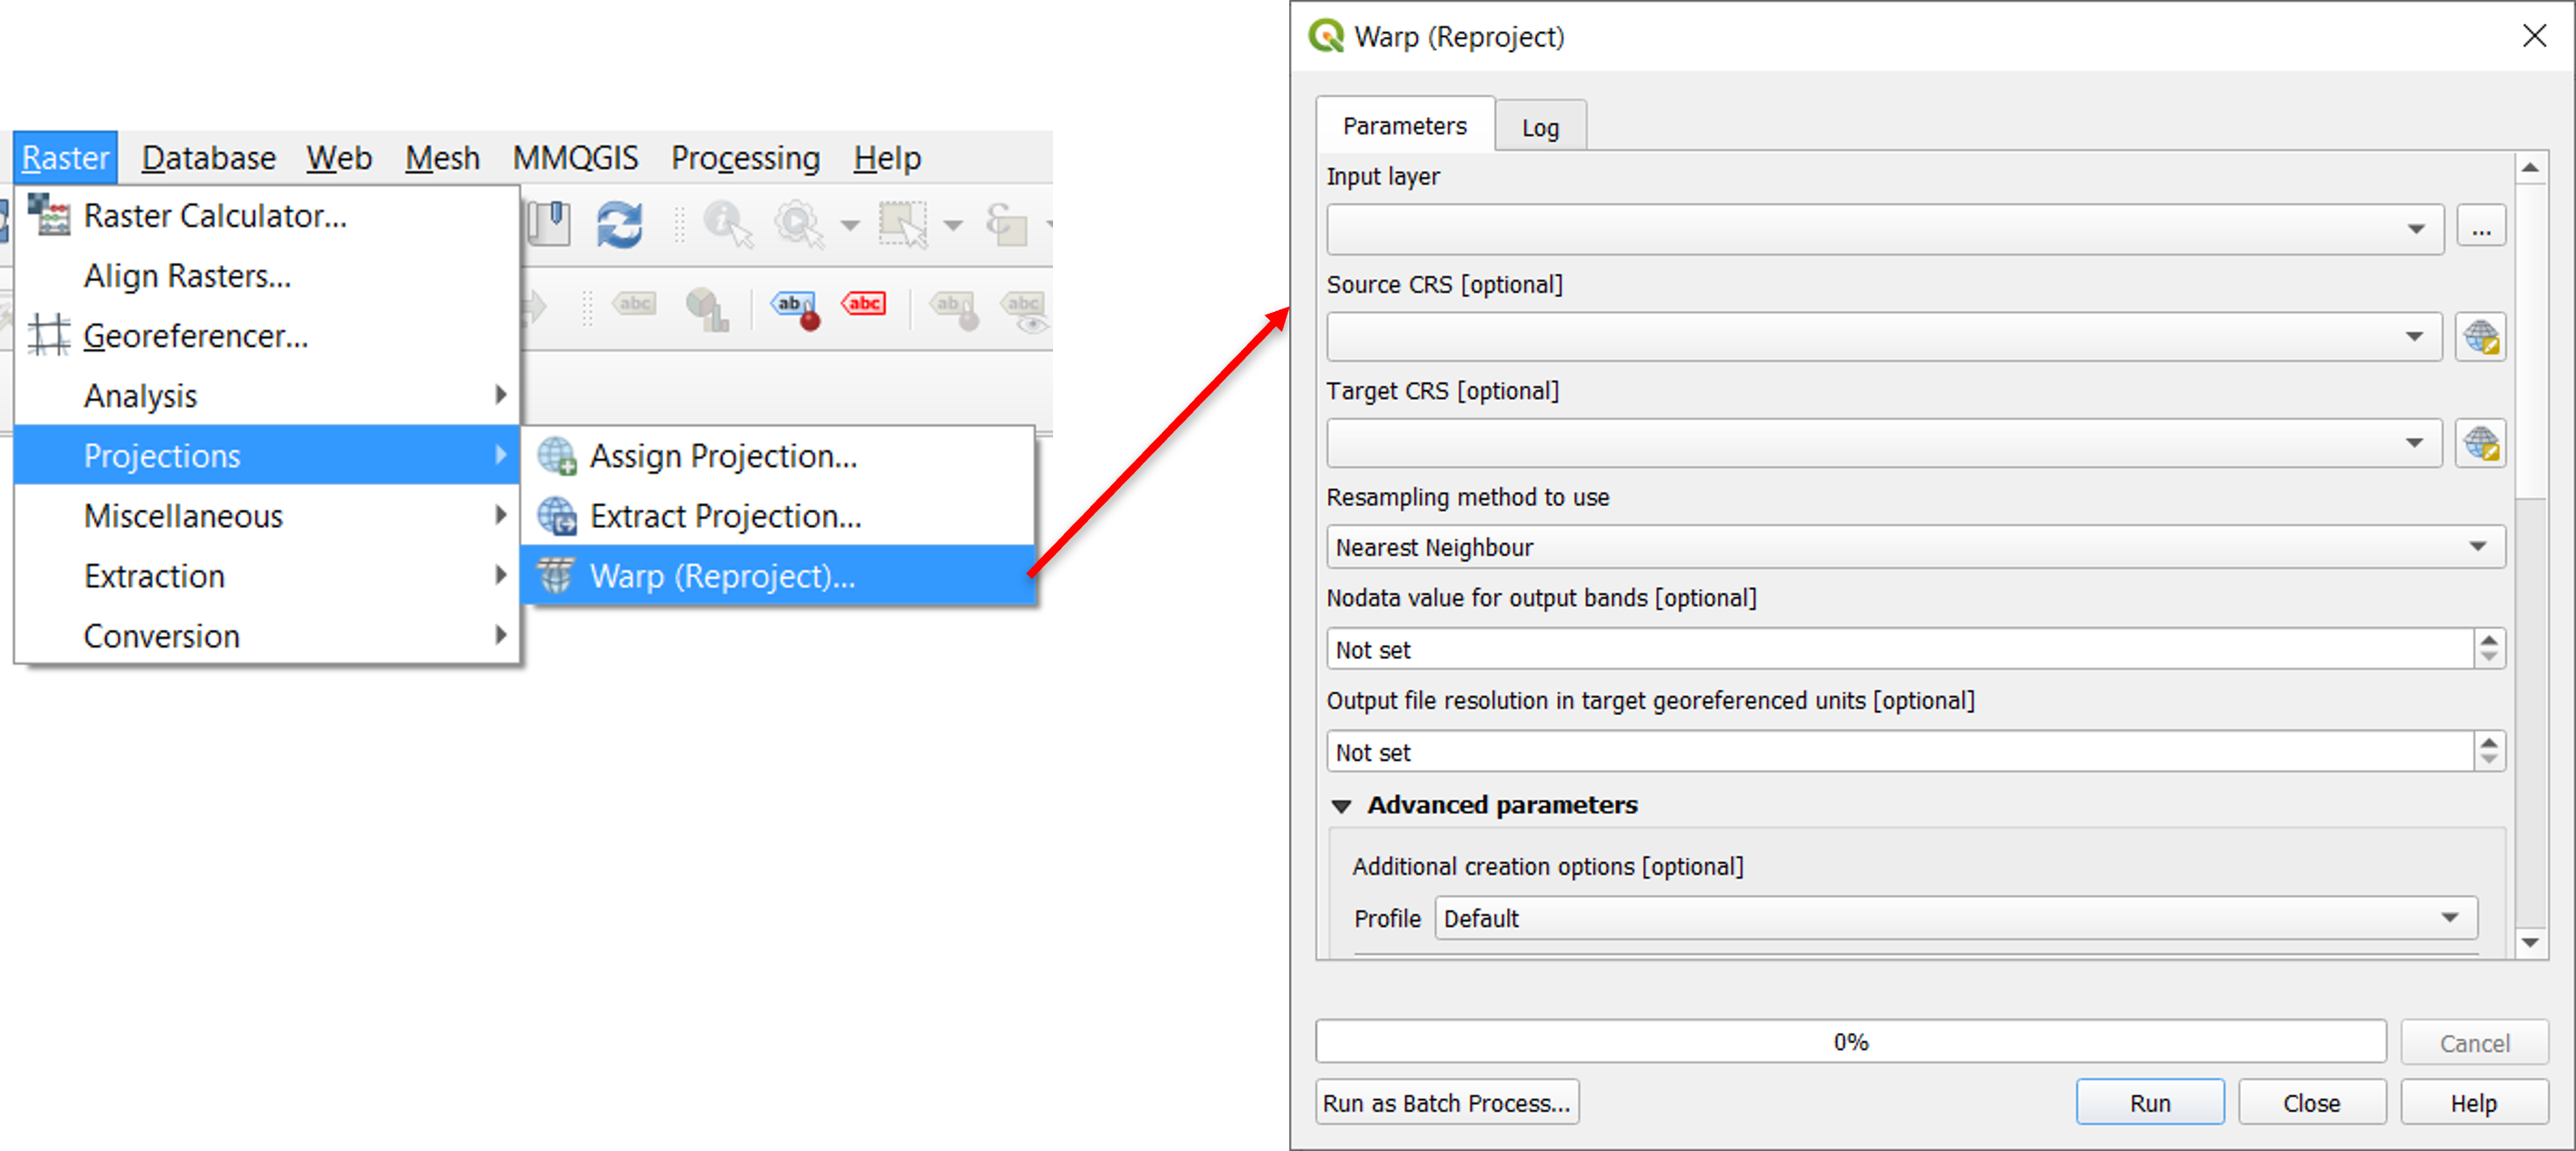 Raster Database Web Mesh MMQGIS Processing Help
Raster Calculator...
Align Rasters...
Georeferencer...
Analysis
Projections
Miscellaneous
Extraction
Conversion
abc
ab
abc
ab
abc
Assign Projection...
Extract Projection...
Warp (Reproject)...
Warp (Reproject)
Parameters Log
Input layer
...
Source CRS [optional]
Target CRS [optional]
Resampling method to use
Nearest Neighbour
Nodata value for output bands [optional]
Not set
Output file resolution in target georeferenced units [optional]
Not set
Advanced parameters
Additional creation options [optional]
Profile Default
0%
Cancel
Run as Batch Process... Run Close Help